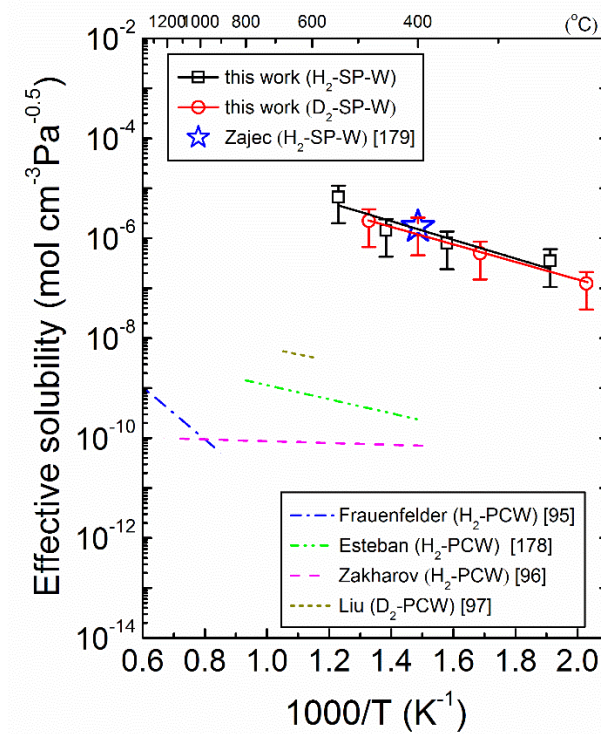 1200 1000 800 600 400 (°C)
10⁻²
10⁻⁴
10⁻⁶
10⁻⁸
10⁻¹⁰
10⁻¹²
10⁻¹⁴
Effective solubility (mol cm⁻³Pa⁻⁰·⁵)
this work (H₂-SP-W)
this work (D₂-SP-W)
Zajec (H₂-SP-W) [179]
Frauenfelder (H₂-PCW) [95]
Esteban (H₂-PCW) [178]
Zakharov (H₂-PCW) [96]
Liu (D₂-PCW) [97]
0.6 0.8 1.0 1.2 1.4 1.6 1.8 2.0
1000/T (K⁻¹)